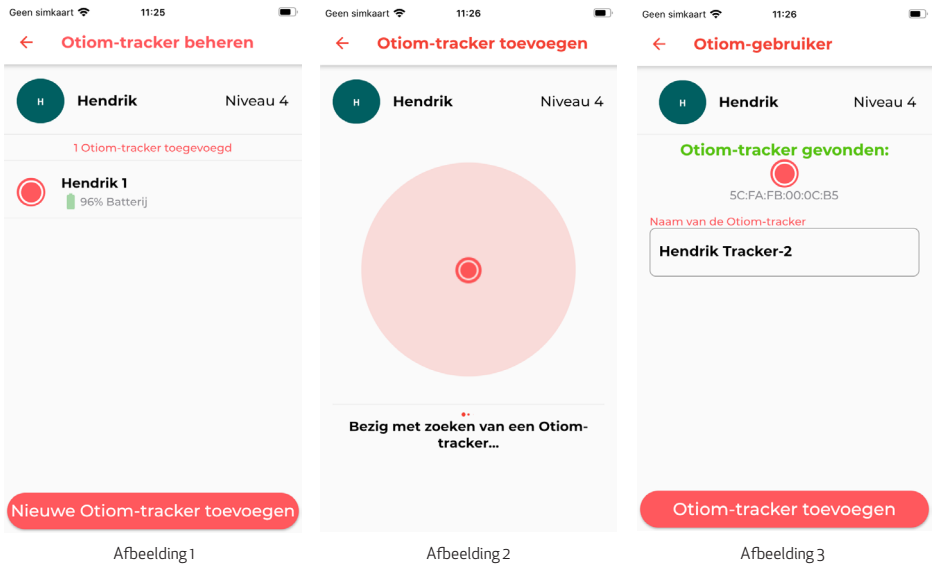 Geen simkaart 11:25
← Otiom-tracker beheren
H Hendrik Niveau 4
1 Otiom-tracker toegevoegd
Hendrik 1
96% Batterij
Nieuwe Otiom-tracker toevoegen
Afbeelding 1
Geen simkaart 11:26
← Otiom-tracker toevoegen
H Hendrik Niveau 4
Bezig met zoeken van een Otiom-
tracker...
Afbeelding 2
Geen simkaart 11:26
← Otiom-gebruiker
H Hendrik Niveau 4
Otiom-tracker gevonden:
5C:FA:FB:00:0C:B5
Naam van de Otiom-tracker
Hendrik Tracker-2
Otiom-tracker toevoegen
Afbeelding 3